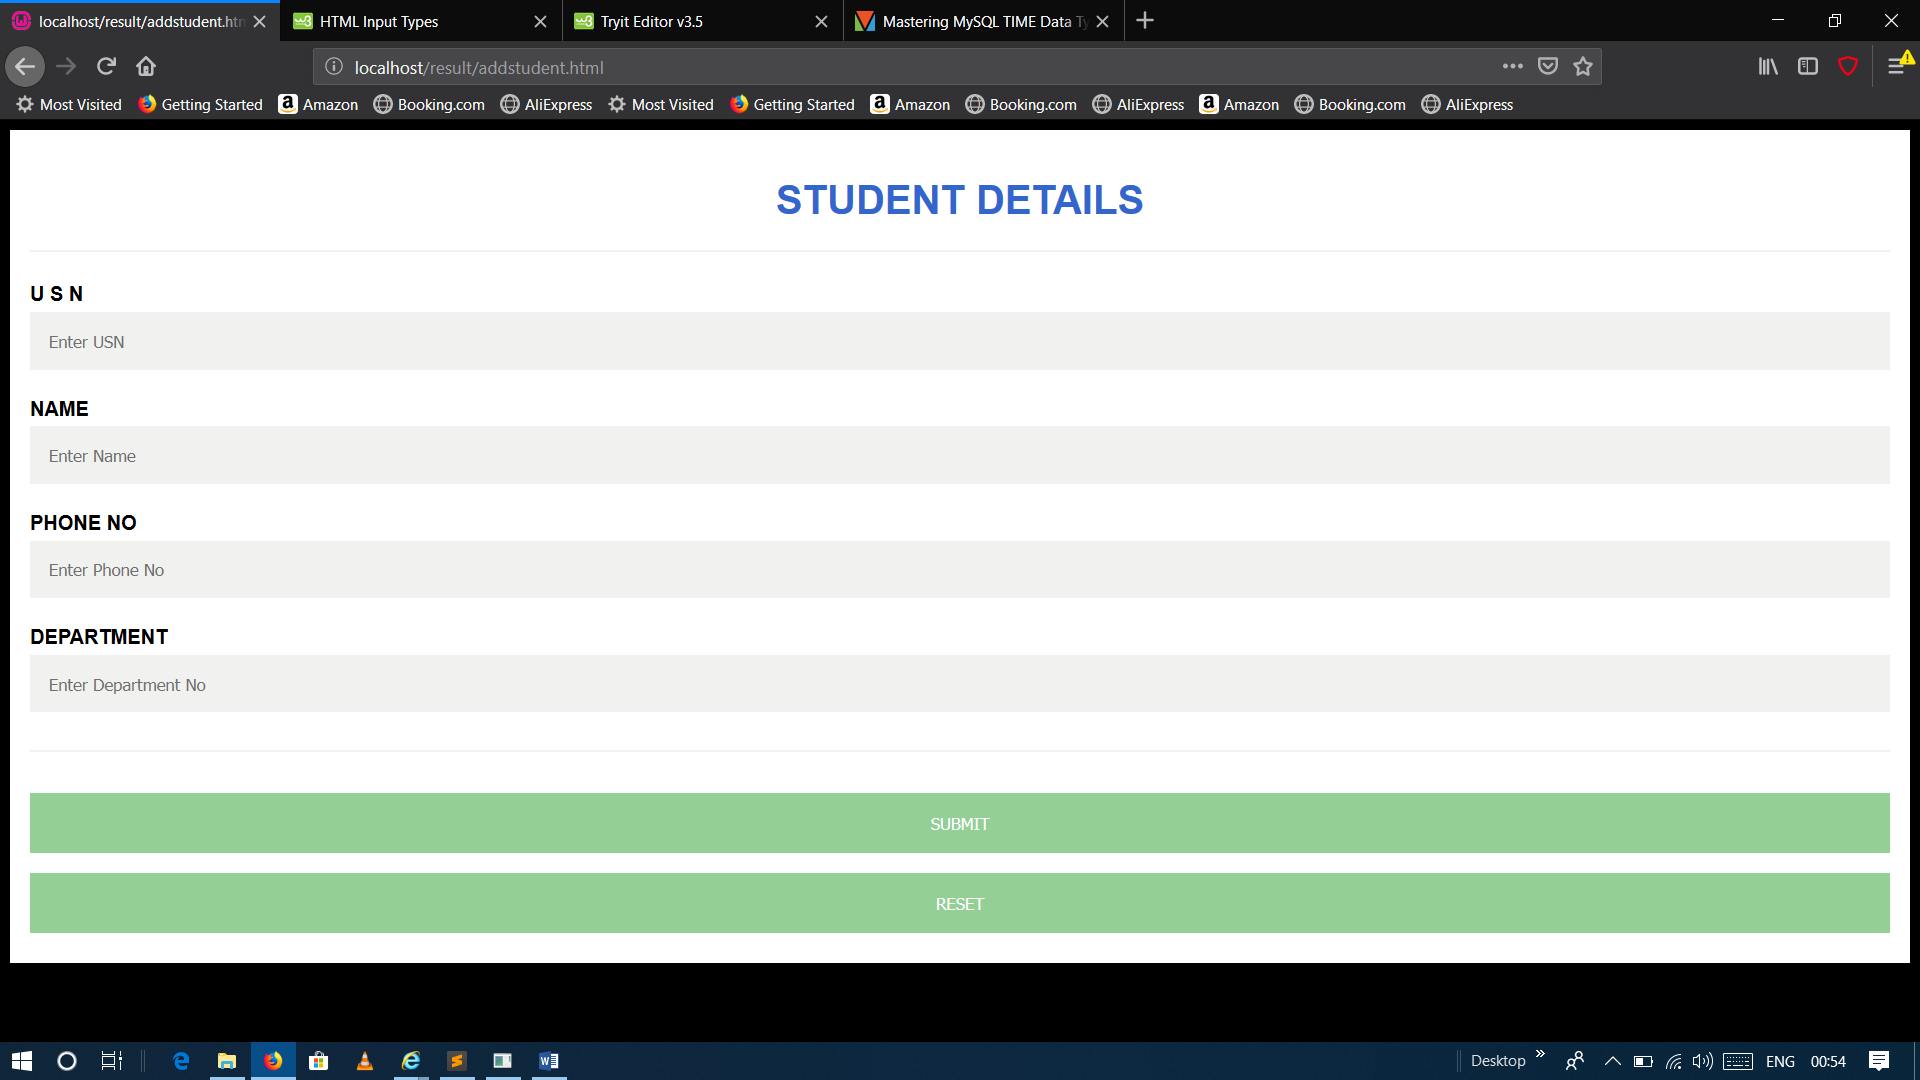 localhost/result/addstudent.htm
HTML Input Types
Tryit Editor v3.5
Mastering MySQL TIME Data Ty
localhost/result/addstudent.html
Most Visited Getting Started Amazon Booking.com AliExpress Most Visited Getting Started Amazon Booking.com AliExpress Amazon Booking.com AliExpress
STUDENT DETAILS
U S N
Enter USN
NAME
Enter Name
PHONE NO
Enter Phone No
DEPARTMENT
Enter Department No
SUBMIT
RESET
Desktop » ENG 00:54